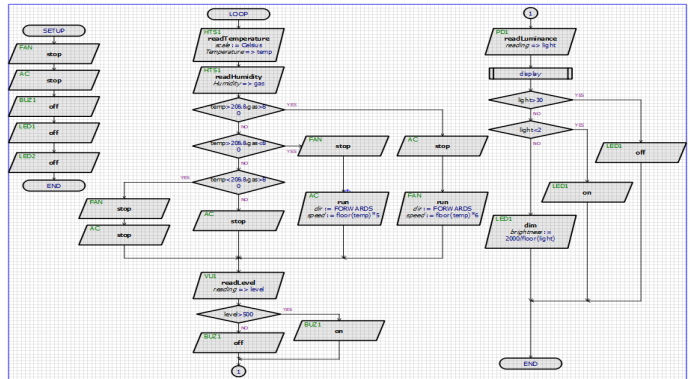 SETUP
FAN
stop
AC
stop
BUZ1
off
LED1
off
LED2
off
END
LOOP
HTS1
readTemperature
scale := Celsius
Temperature => temp
HTS1
readHumidity
Humidity => gas
YES
NO
YES
NO
YES
NO
FAN
stop
AC
stop
AC
run
dir := FORWARDS
speed := floor(temp)*5
FAN
run
dir := FORWARDS
speed := floor(temp)*6
FAN
stop
AC
stop
AC
stop
VU1
readLevel
reading => level
level>500
YES
NO
BUZ1
on
BUZ1
off
1
1
PD1
readLuminance
reading => light
display
light>30
YES
NO
light<2
YES
NO
LED1
off
LED1
on
LED1
dim
brightness :=
2000/floor(light)
END